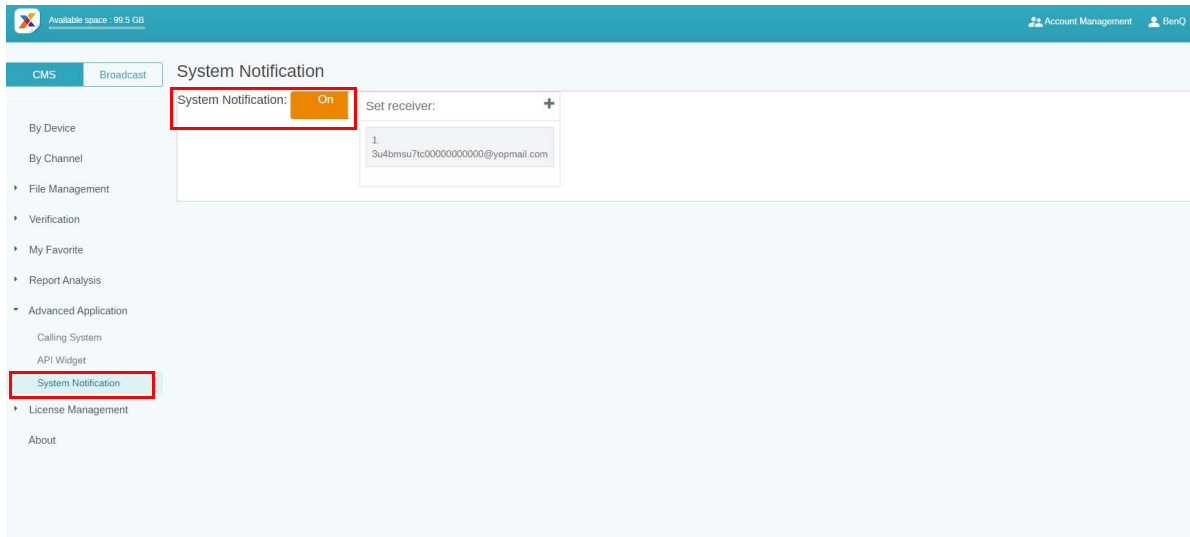 Available space : 99.5 GB
Account Management
BenQ
CMS
Broadcast
System Notification
System Notification:
On
Set receiver:
1.
3u4bmsu7tc00000000000@yopmail.com
By Device
By Channel
File Management
Verification
My Favorite
Report Analysis
Advanced Application
Calling System
API Widget
System Notification
License Management
About